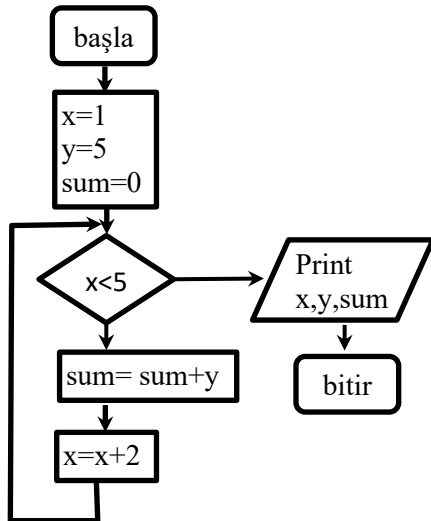 başla
x=1
y=5
sum=0
x<5
Print
x,y,sum
sum= sum+y
bitir
x=x+2